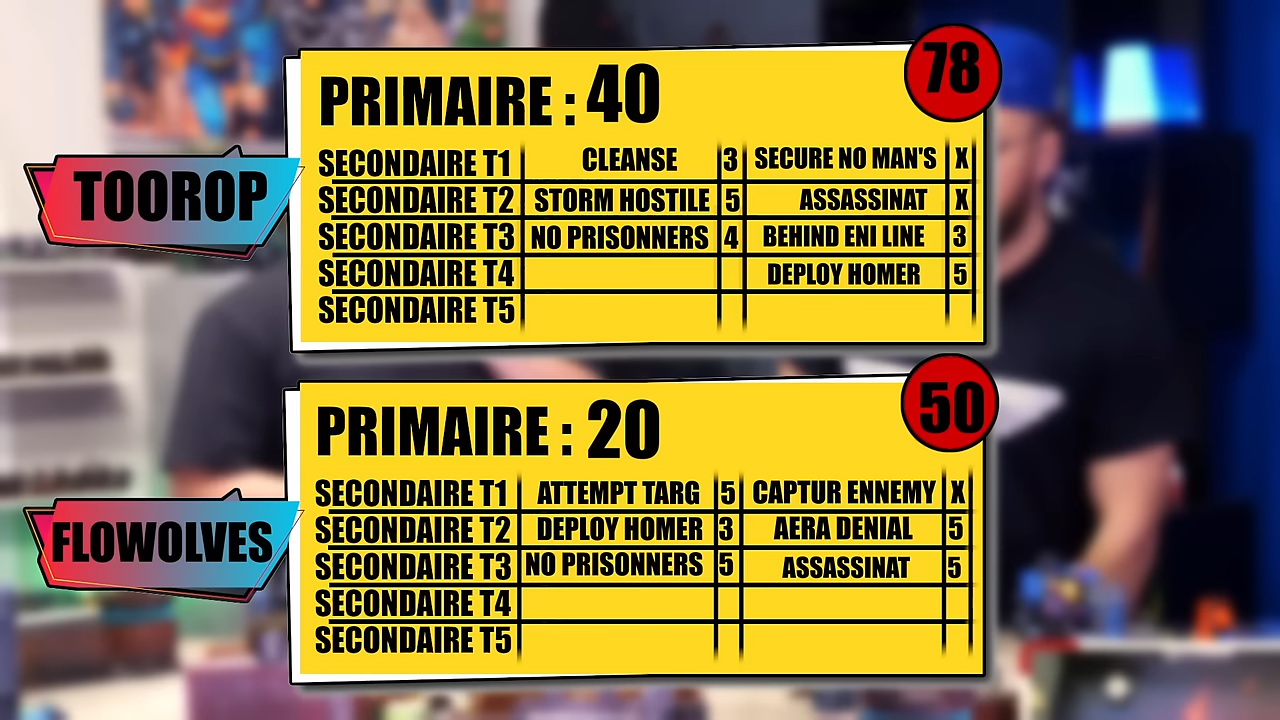 78
PRIMAIRE : 40
SECONDAIRE T1 CLEANSE 3 SECURE NO MAN'S X
SECONDAIRE T2 STORM HOSTILE 5 ASSASSINAT X
SECONDAIRE T3 NO PRISONNERS 4 BEHIND ENI LINE 3
SECONDAIRE T4 DEPLOY HOMER 5
SECONDAIRE T5
TOOROP
50
PRIMAIRE : 20
SECONDAIRE T1 ATTEMPT TARG 5 CAPTUR ENNEMY X
SECONDAIRE T2 DEPLOY HOMER 3 AERA DENIAL 5
SECONDAIRE T3 NO PRISONNERS 5 ASSASSINAT 5
SECONDAIRE T4
SECONDAIRE T5
FLOWOLVES